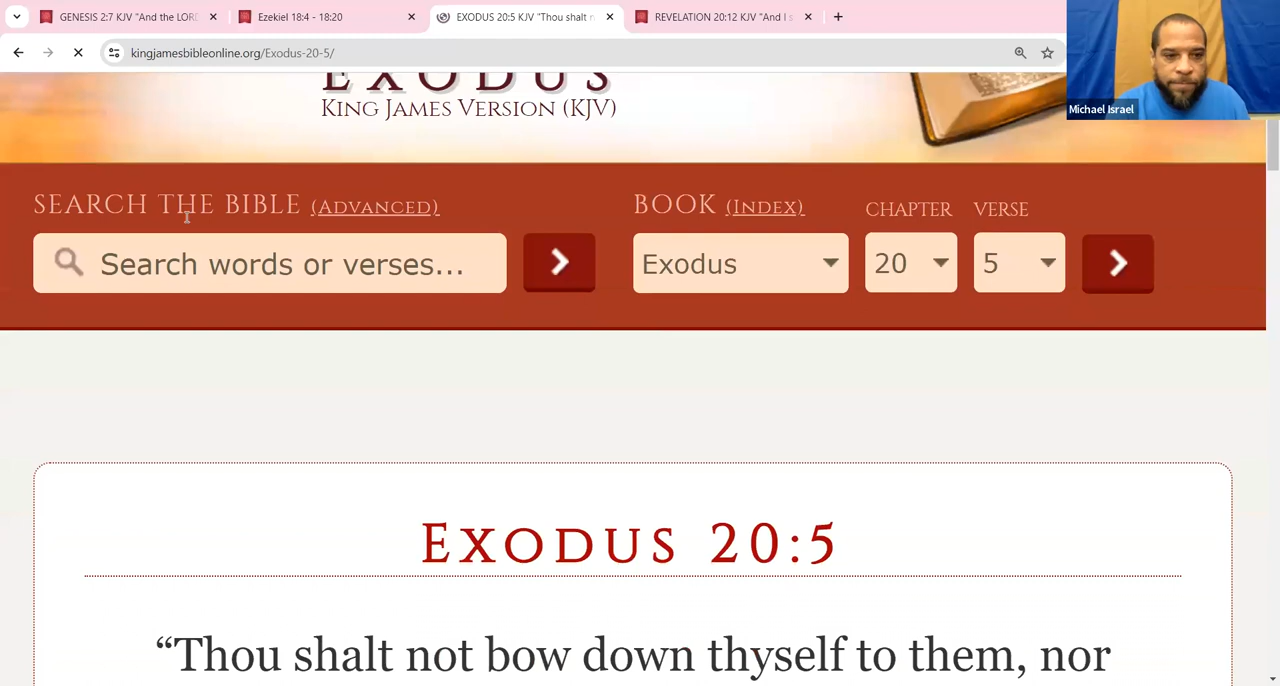 GENESIS 2:7 KJV "And the LORD
Ezekiel 18:4 - 18:20
EXODUS 20:5 KJV "Thou shalt n
REVELATION 20:12 KJV "And I s
kingjamesbibleonline.org/Exodus-20-5/
Michael Israel
EXODUS
KING JAMES VERSION (KJV)
SEARCH THE BIBLE (ADVANCED)
BOOK (INDEX) CHAPTER VERSE
Search words or verses...
Exodus 20 5
EXODUS 20:5
“Thou shalt not bow down thyself to them, nor